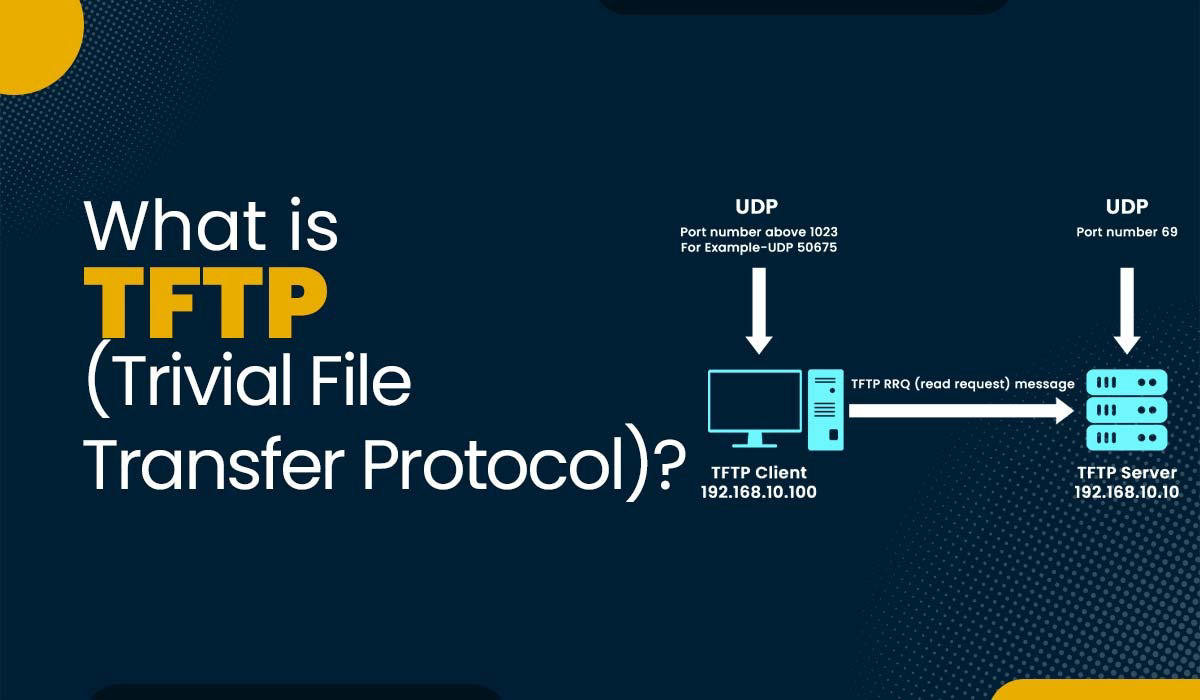 What is
TFTP
(Trivial File
Transfer Protocol)?
UDP
Port number above 1023
For Example-UDP 50675
UDP
Port number 69
TFTP RRQ (read request) message
TFTP Client
192.168.10.100
TFTP Server
192.168.10.10